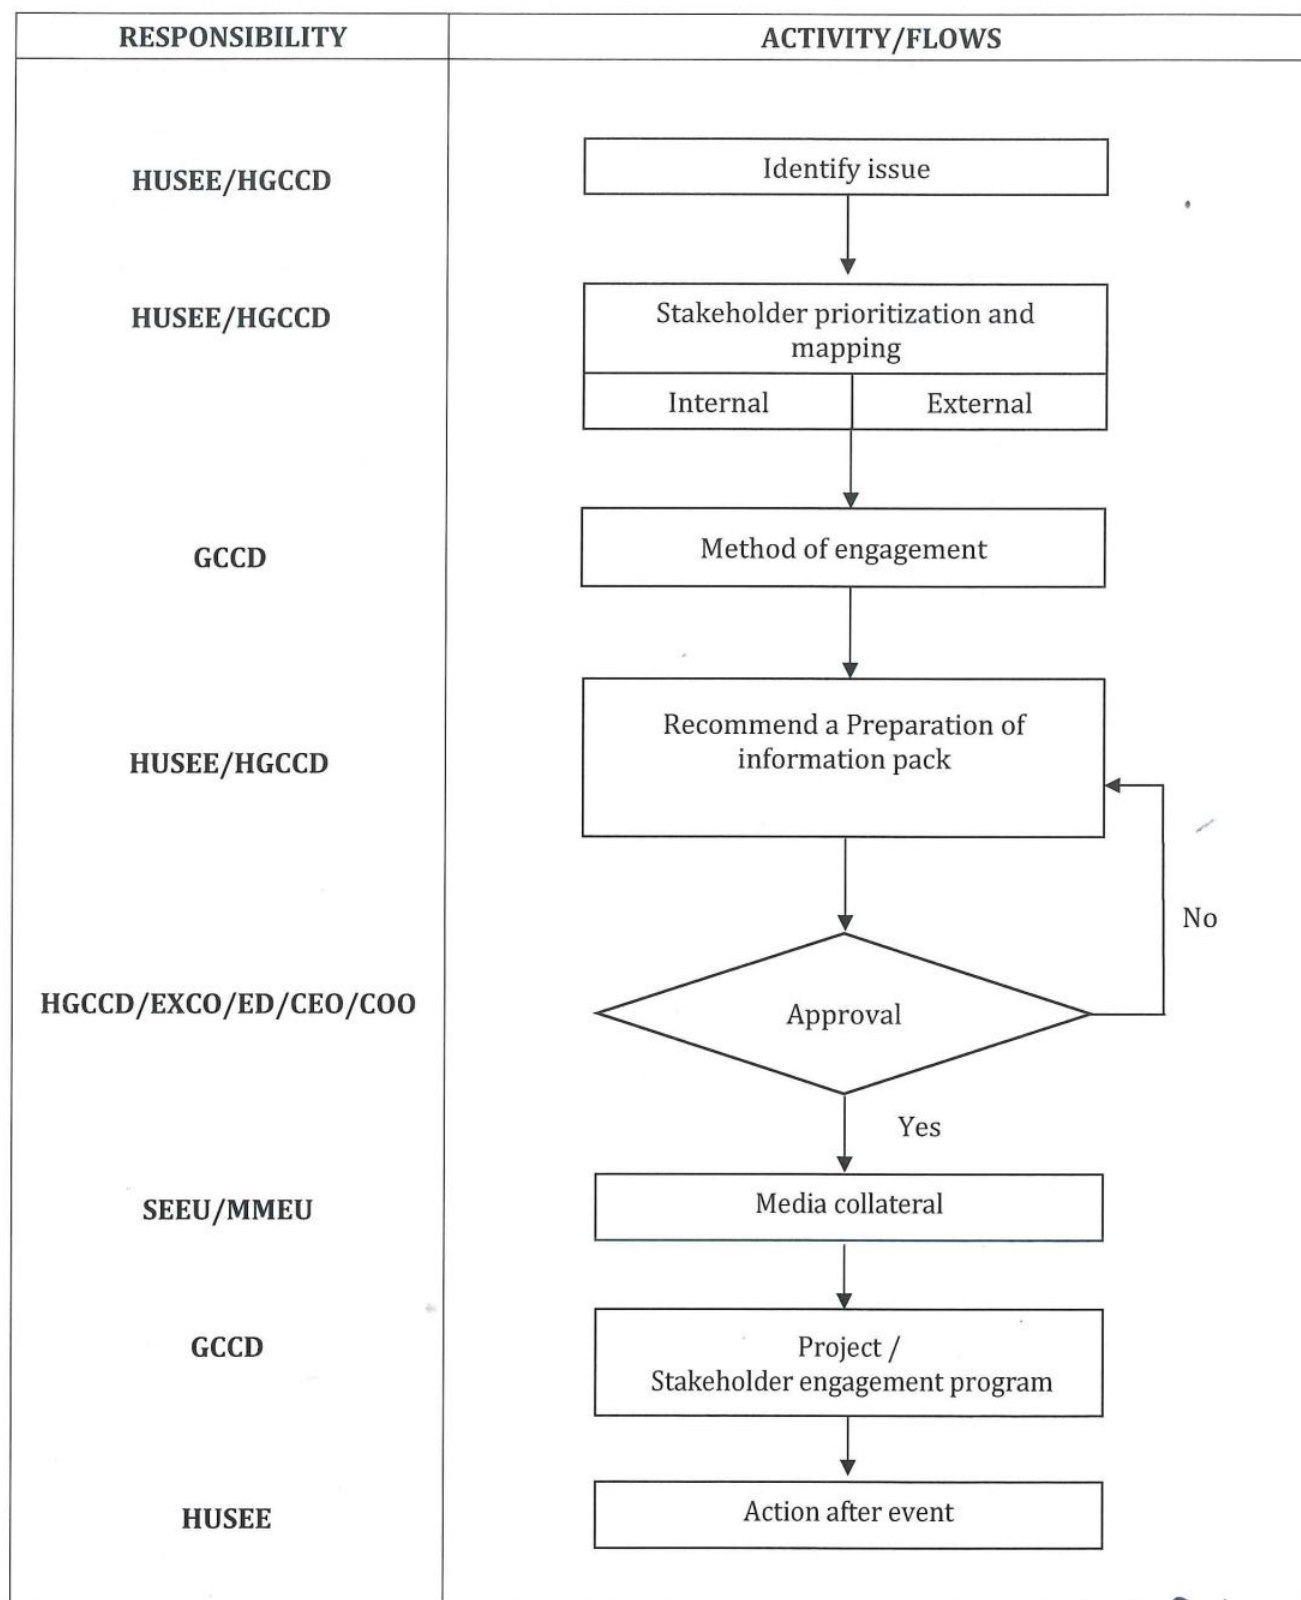 RESPONSIBILITY
ACTIVITY/FLOWS
HUSEE/HGCCD
Identify issue
HUSEE/HGCCD
Stakeholder prioritization and
mapping
Internal
External
GCCD
Method of engagement
HUSEE/HGCCD
Recommend a Preparation of
information pack
No
HGCCD/EXCO/ED/CEO/COO
Approval
Yes
SEEU/MMEU
Media collateral
GCCD
Project /
Stakeholder engagement program
HUSEE
Action after event